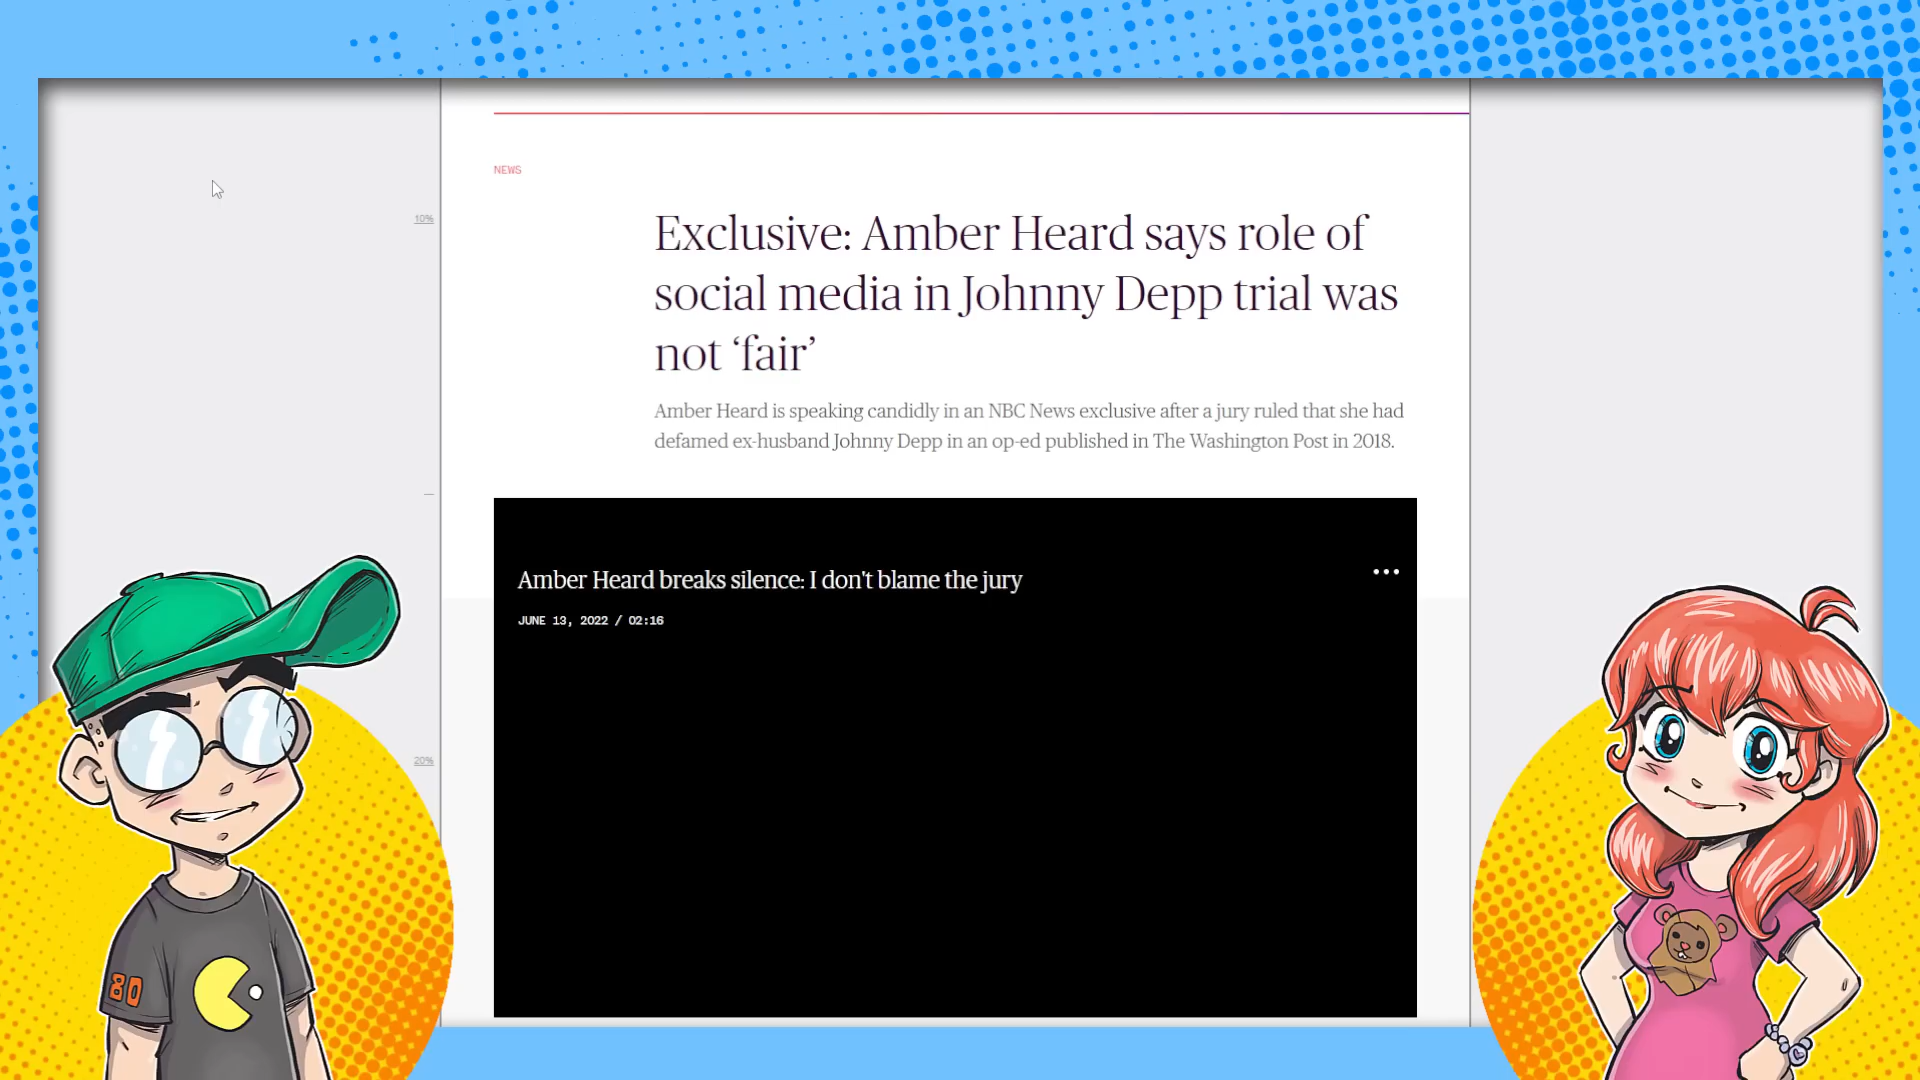 NEWS
10%
Exclusive: Amber Heard says role of
social media in Johnny Depp trial was
not ‘fair’
Amber Heard is speaking candidly in an NBC News exclusive after a jury ruled that she had
defamed ex-husband Johnny Depp in an op-ed published in The Washington Post in 2018.
Amber Heard breaks silence: I don't blame the jury
JUNE 13, 2022 / 02:16
20%
80